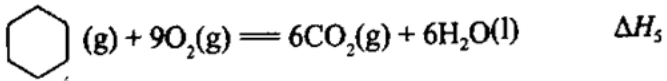 (g) + 9O₂(g) ═ 6CO₂(g) + 6H₂O(l) ΔH₅